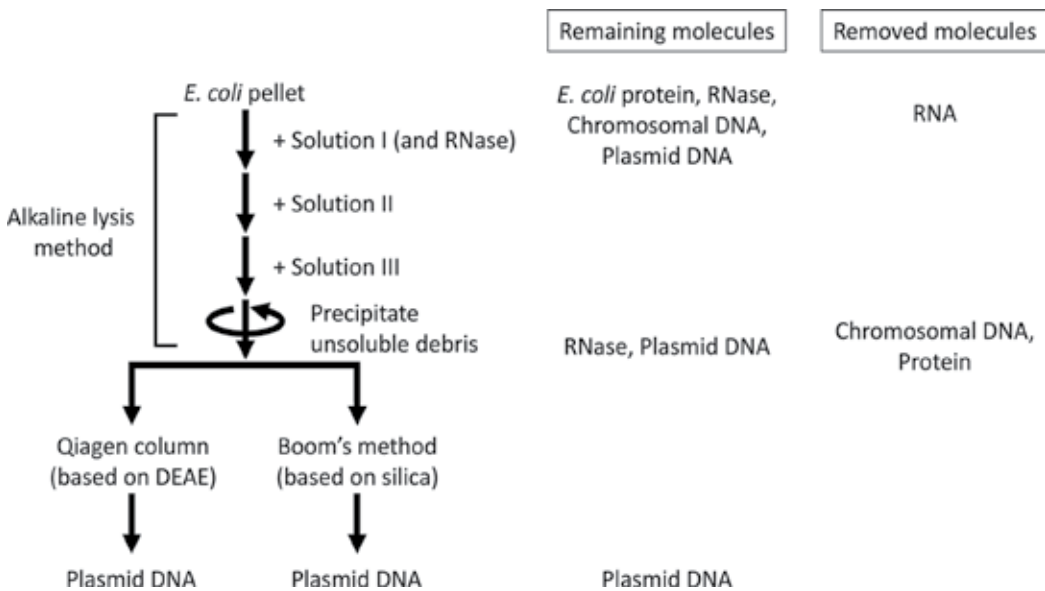 Remaining molecules
Removed molecules
E. coli pellet
E. coli protein, RNase,
Chromosomal DNA,
Plasmid DNA
RNA
+ Solution I (and RNase)
+ Solution II
Alkaline lysis
method
+ Solution III
Precipitate
unsoluble debris
RNase, Plasmid DNA
Chromosomal DNA,
Protein
Qiagen column
(based on DEAE)
Boom's method
(based on silica)
Plasmid DNA
Plasmid DNA
Plasmid DNA